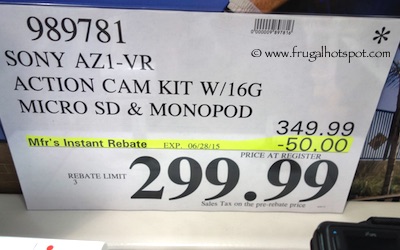 989781
0000009897816
*
© www.frugalhotspot.com
SONY AZ1-VR
ACTION CAM KIT W/16G
MICRO SD & MONOPOD
349.99
Mfr's Instant Rebate EXP. 06/28/15 -50.00
PRICE AT REGISTER
REBATE LIMIT
3
299.99
Sales Tax on the pre-rebate price